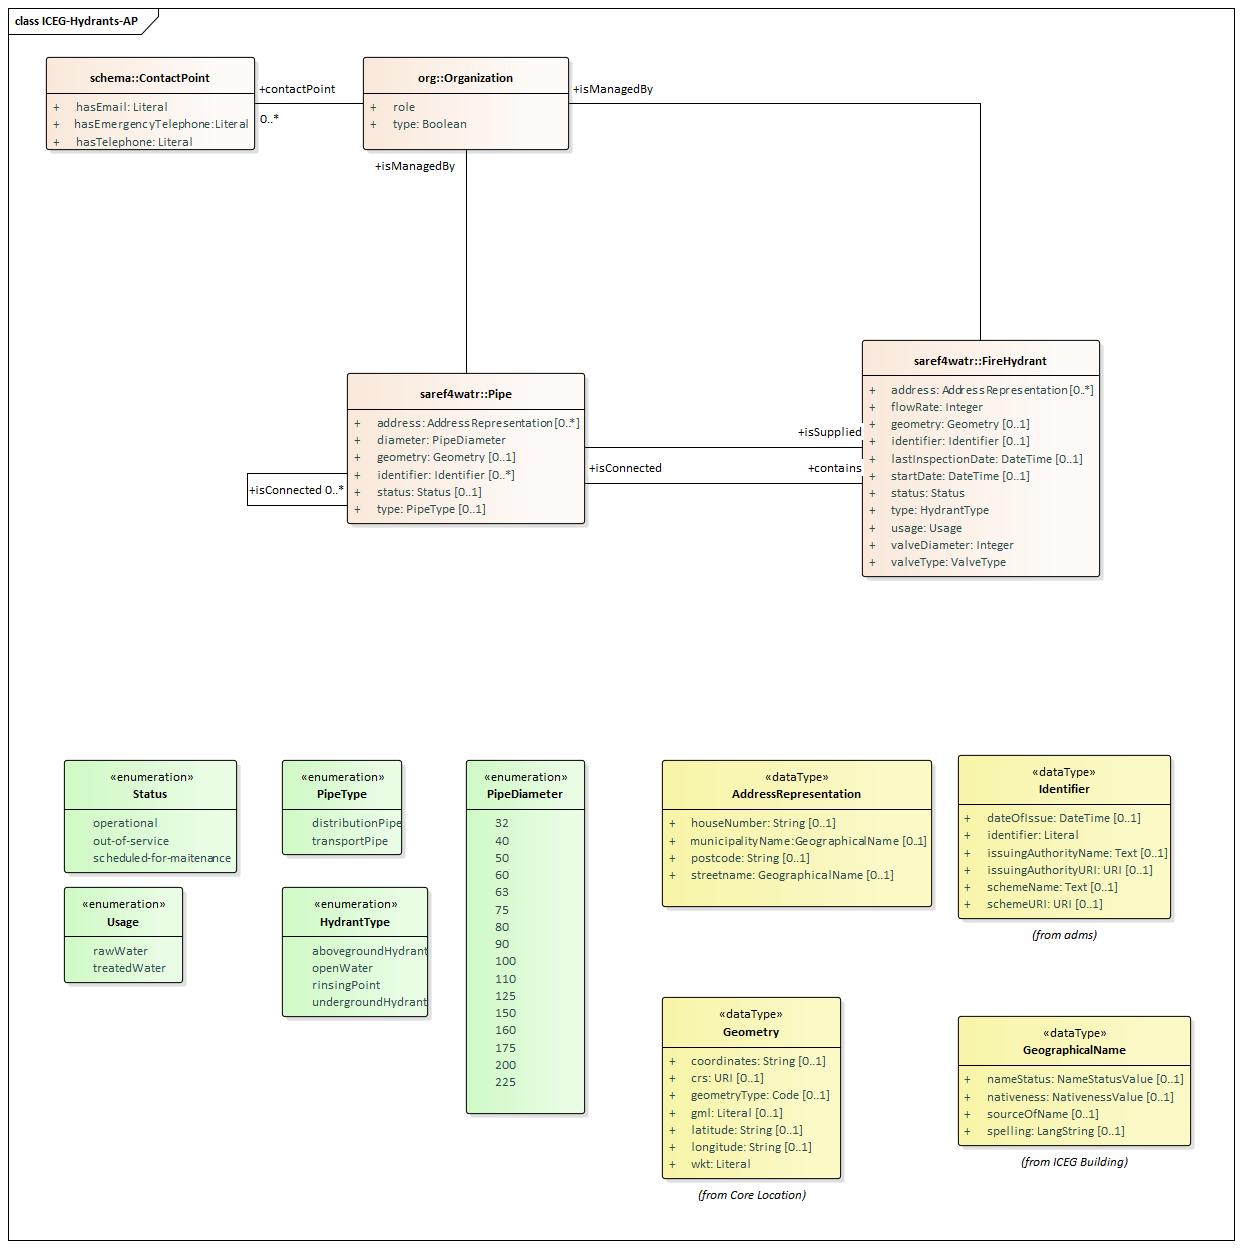 class ICEG-Hydrants-AP
schema::ContactPoint
+ hasEmail: Literal
+ hasEmergencyTelephone:Literal
+ hasTelephone: Literal
+contactPoint
0..*
org::Organization
+ role
+ type: Boolean
+isManagedBy
+isManagedBy
saref4watr::Pipe
+ address: AddressRepresentation[0..*]
+ diameter: PipeDiameter
+ geometry: Geometry [0..1]
+ identifier: Identifier [0..*]
+ status: Status [0..1]
+ type: PipeType [0..1]
+isConnected 0..*
+isSupplied
+isConnected
+contains
saref4watr::FireHydrant
+ address: AddressRepresentation[0..*]
+ flowRate: Integer
+ geometry: Geometry [0..1]
+ identifier: Identifier [0..1]
+ lastInspectionDate: DateTime [0..1]
+ startDate: DateTime [0..1]
+ status: Status
+ type: HydrantType
+ usage: Usage
+ valveDiameter: Integer
+ valveType: ValveType
«enumeration»
Status
operational
out-of-service
scheduled-for-maitenance
«enumeration»
PipeType
distributionPipe
transportPipe
«enumeration»
Usage
rawWater
treatedWater
«enumeration»
HydrantType
abovegroundHydrant
openWater
rinsingPoint
undergroundHydrant
«enumeration»
PipeDiameter
32
40
50
60
63
75
80
90
100
110
125
150
160
175
200
225
«dataType»
AddressRepresentation
+ houseNumber: String [0..1]
+ municipalityName:GeographicalName [0..1]
+ postcode: String [0..1]
+ streetname: GeographicalName [0..1]
«dataType»
Identifier
+ dateOfIssue: DateTime [0..1]
+ identifier: Literal
+ issuingAuthorityName: Text [0..1]
+ issuingAuthorityURI: URI [0..1]
+ schemeName: Text [0..1]
+ schemeURI: URI [0..1]
(from adms)
«dataType»
Geometry
+ coordinates: String [0..1]
+ crs: URI [0..1]
+ geometryType: Code [0..1]
+ gml: Literal [0..1]
+ latitude: String [0..1]
+ longitude: String [0..1]
+ wkt: Literal
(from Core Location)
«dataType»
GeographicalName
+ nameStatus: NameStatusValue [0..1]
+ nativeness: NativenessValue [0..1]
+ sourceOfName [0..1]
+ spelling: LangString [0..1]
(from ICEG Building)